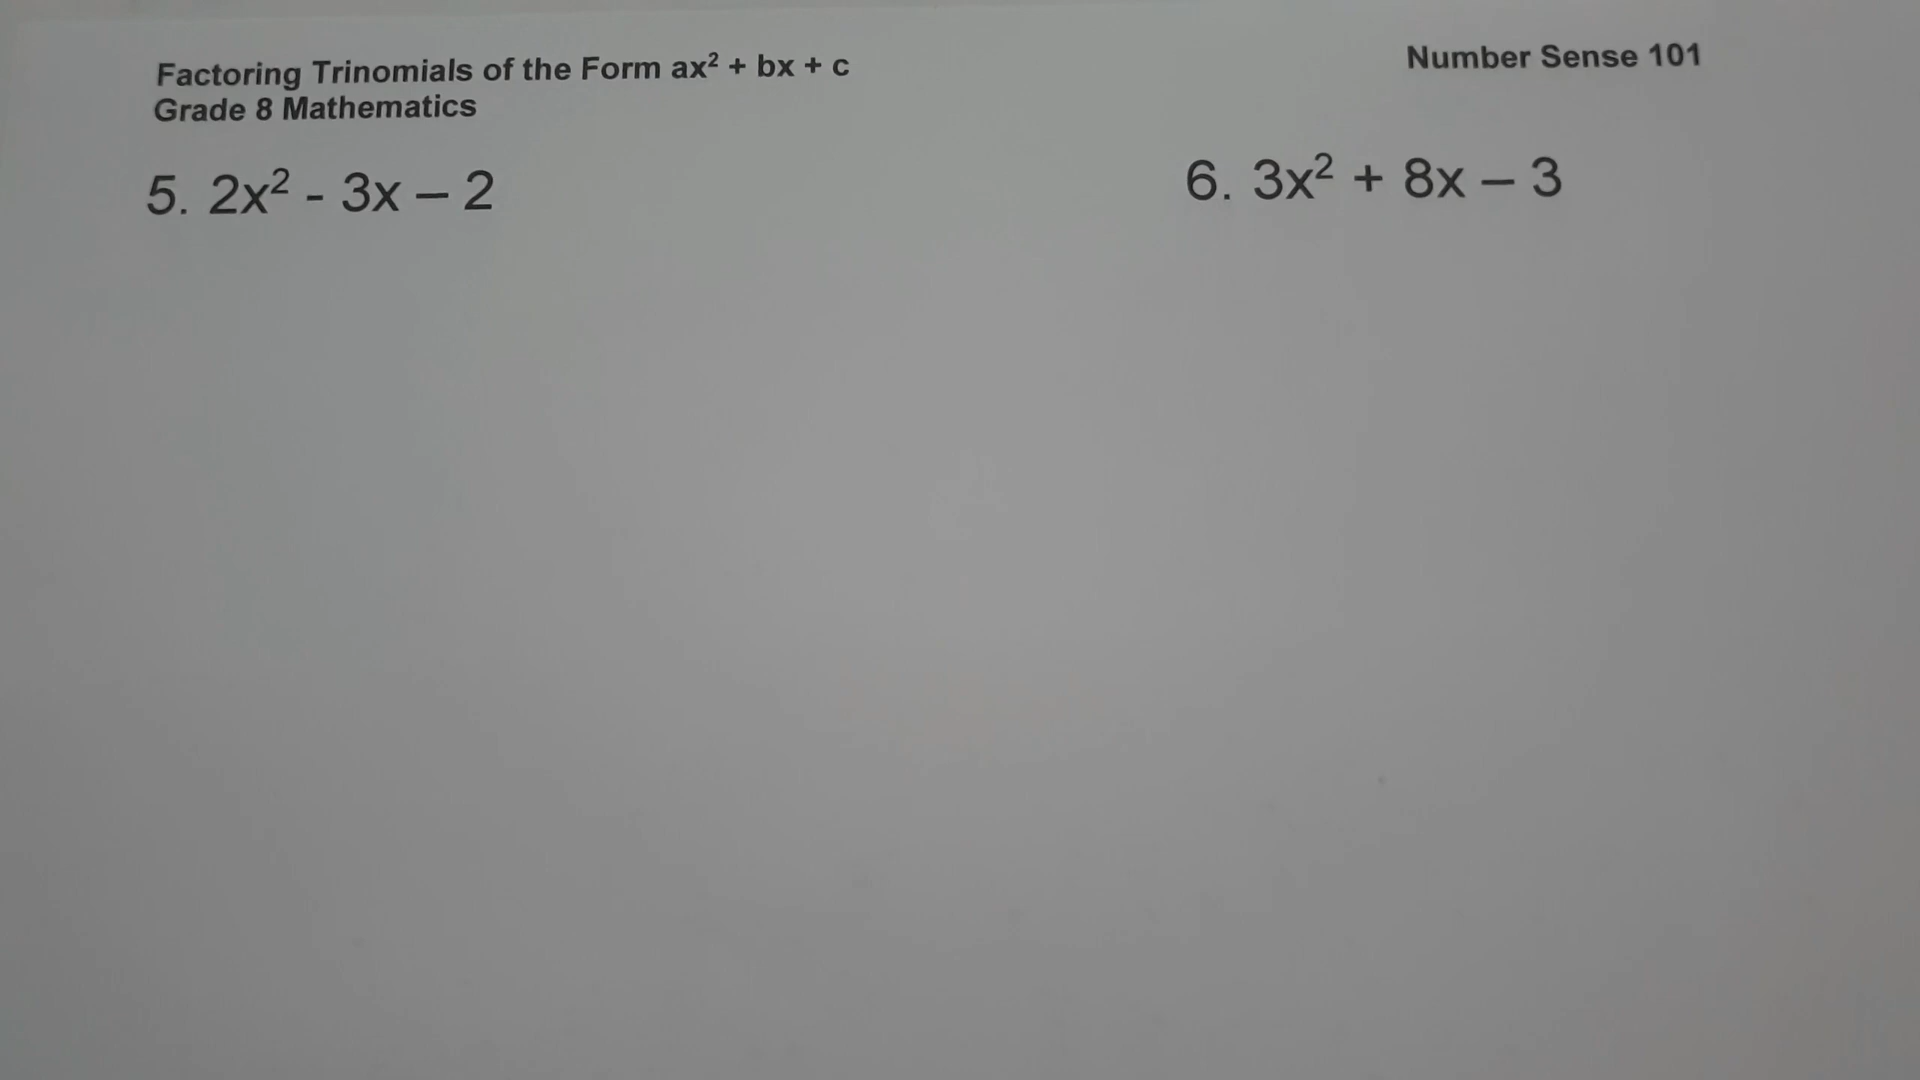 Factoring Trinomials of the Form ax² + bx + c
Number Sense 101
Grade 8 Mathematics
5. 2x² - 3x – 2
6. 3x² + 8x – 3